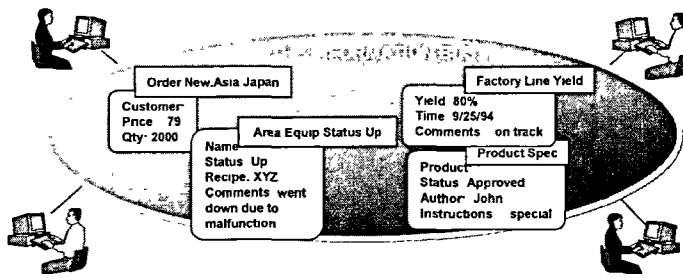 Order New.Asia Japan
Customer
Price 79
Qty- 2000
Area Equip Status Up
Name
Status Up
Recipe. XYZ
Comments went
down due to
malfunction
Factory Line Yield
Yield 80%
Time 9/25/94
Comments on track
Product Spec
Product
Status Approved
Author John
Instructions special